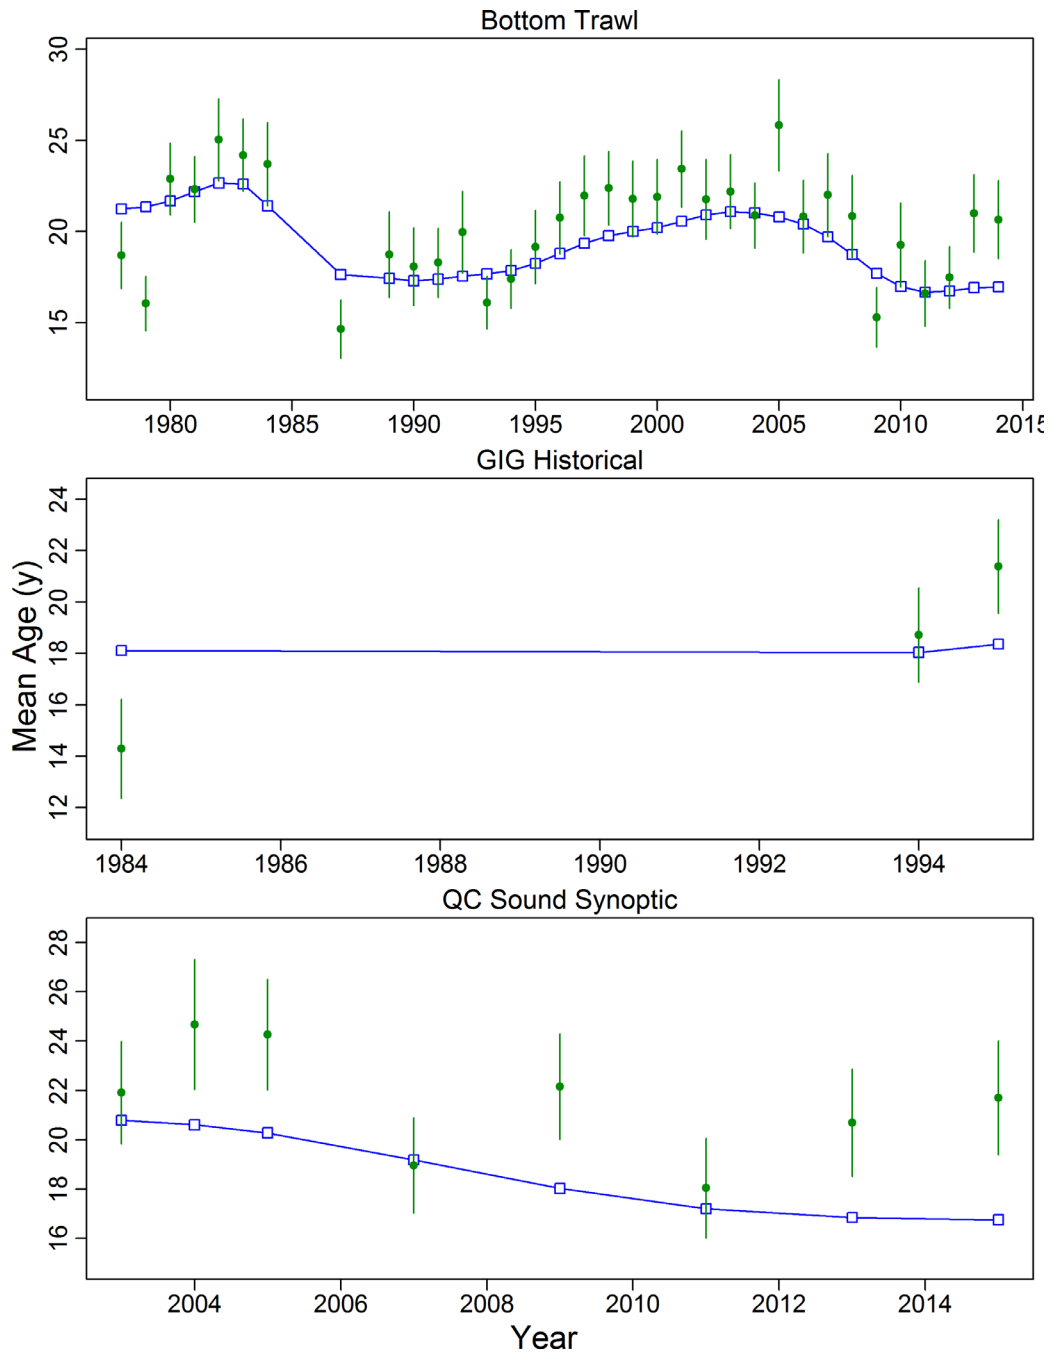 Bottom Trawl
30
25
20
15
1980 1985 1990 1995 2000 2005 2010 2015
GIG Historical
24
22
20
18
16
14
12
Mean Age (y)
1984 1986 1988 1990 1992 1994
QC Sound Synoptic
28
26
24
22
20
18
16
2004 2006 2008 2010 2012 2014
Year